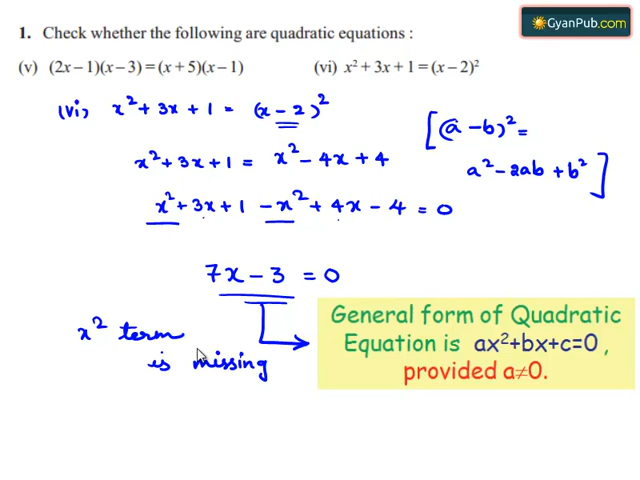 GyanPub.com
1. Check whether the following are quadratic equations :
(v) (2x – 1)(x – 3) = (x + 5)(x – 1) (vi) x² + 3x + 1 = (x – 2)²
(vi) x² + 3x + 1 = (x – 2)²
[(a – b)² =
a² – 2ab + b²]
x² + 3x + 1 = x² – 4x + 4
x² + 3x + 1 – x² + 4x – 4 = 0
7x – 3 = 0
x² term
is missing
General form of Quadratic
Equation is ax²+bx+c=0 ,
provided a≠0.